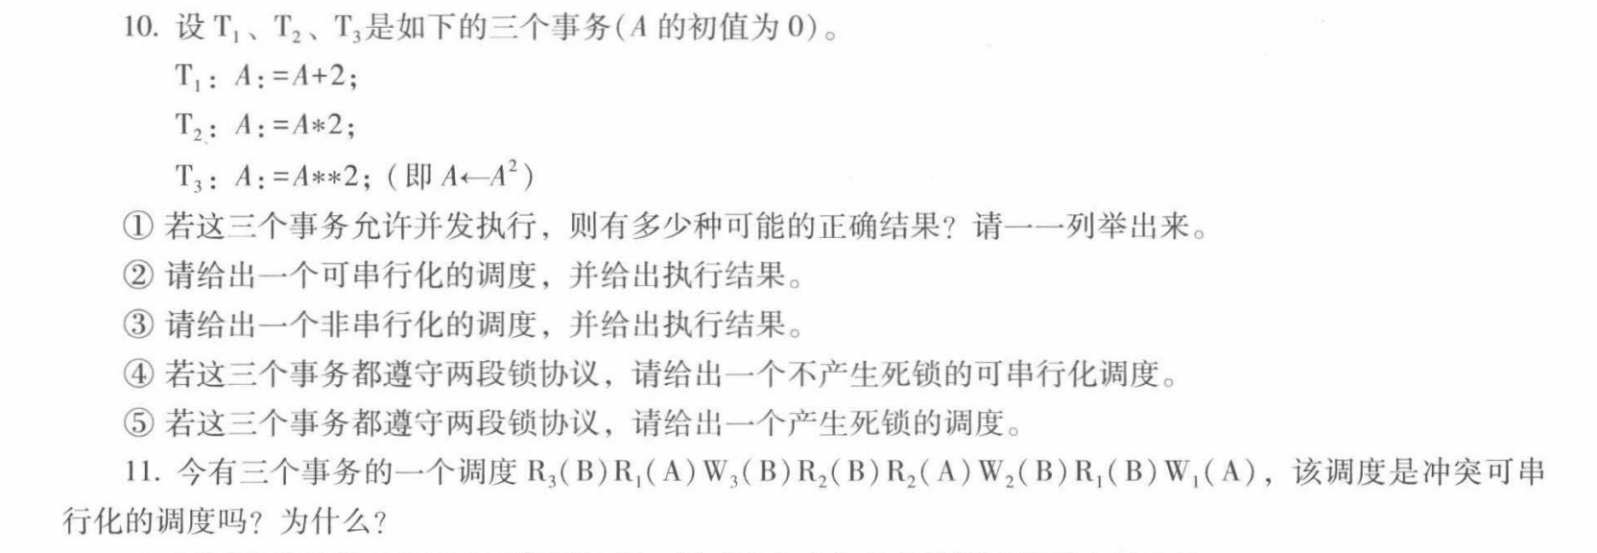 10. 设 T₁、T₂、T₃是如下的三个事务(A 的初值为 0)。
T₁: A:=A+2;
T₂: A:=A*2;
T₃: A:=A**2; (即 A←A²)
① 若这三个事务允许并发执行，则有多少种可能的正确结果？请一一列举出来。
② 请给出一个可串行化的调度，并给出执行结果。
③ 请给出一个非串行化的调度，并给出执行结果。
④ 若这三个事务都遵守两段锁协议，请给出一个不产生死锁的可串行化调度。
⑤ 若这三个事务都遵守两段锁协议，请给出一个产生死锁的调度。
11. 今有三个事务的一个调度 R₃(B)R₁(A)W₃(B)R₂(B)R₂(A)W₂(B)R₁(B)W₁(A)，该调度是冲突可串
行化的调度吗？为什么？